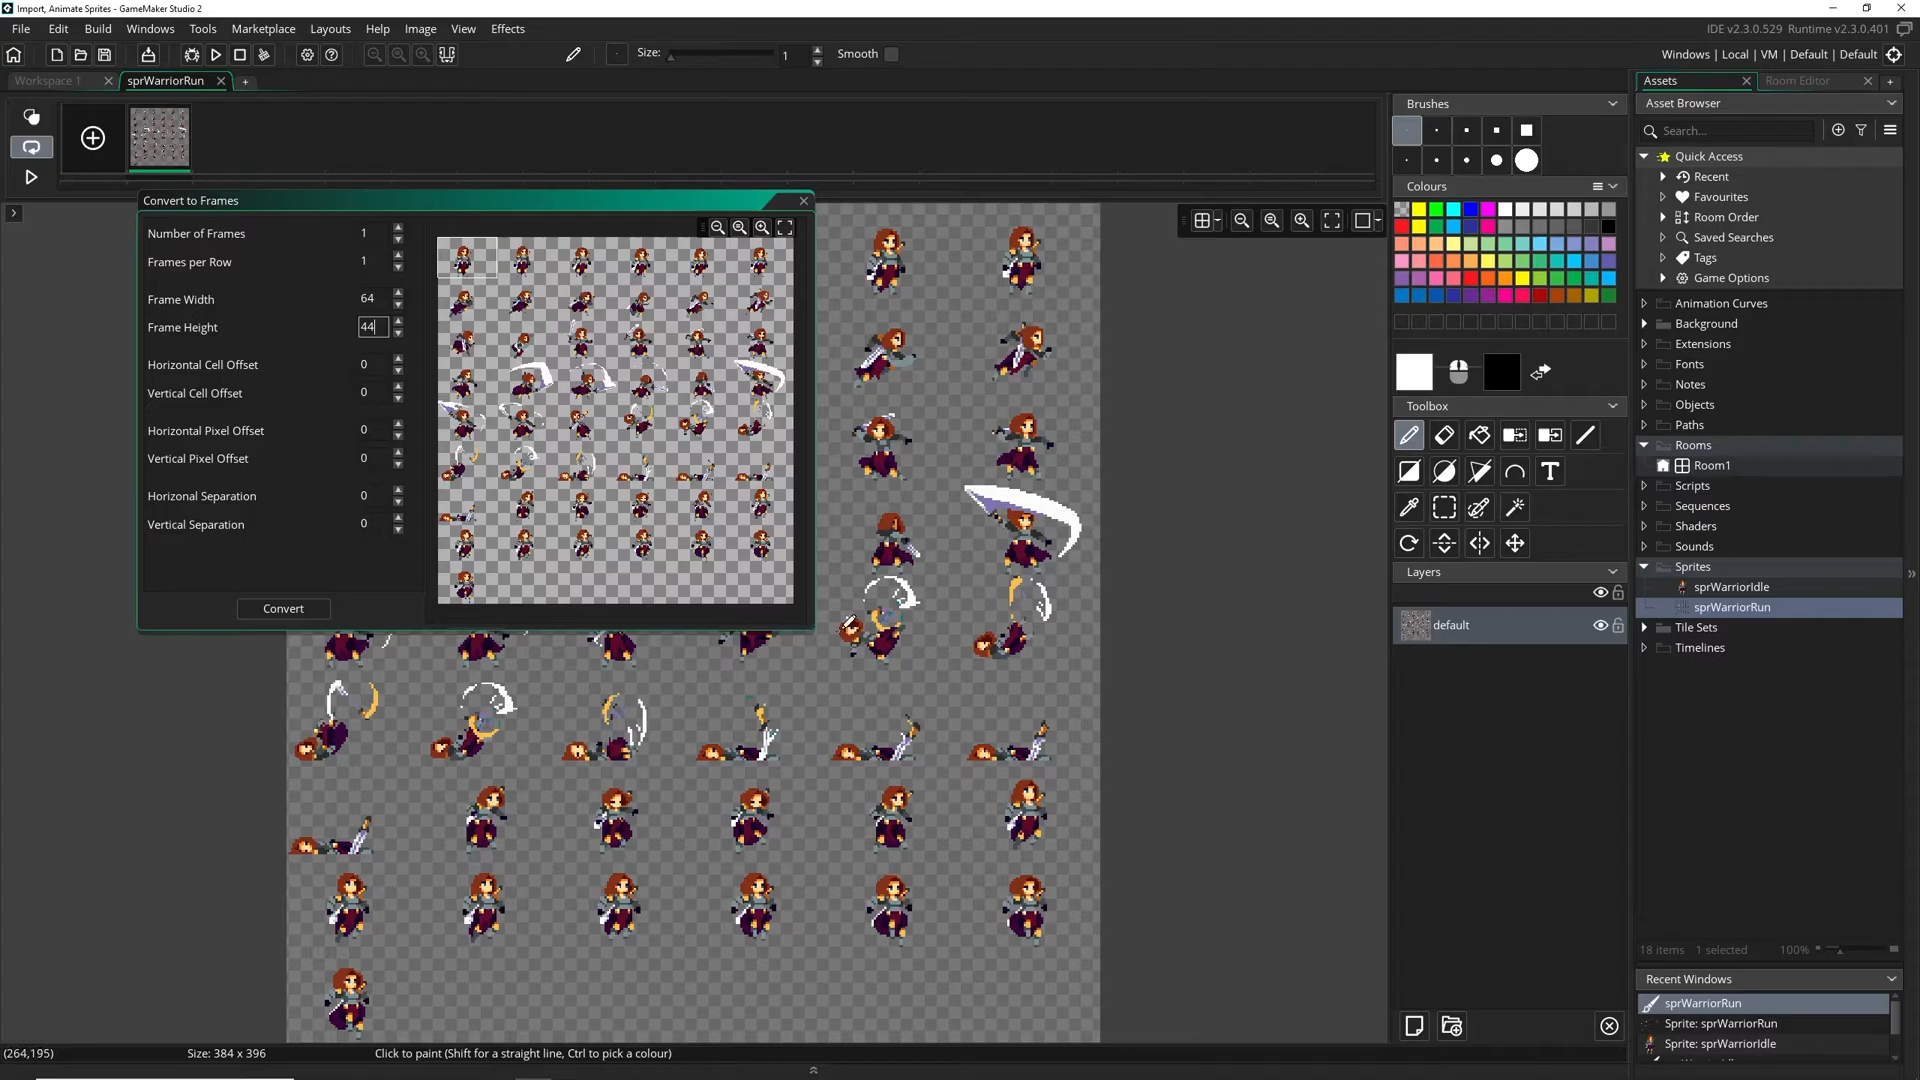 Import, Animate Sprites - GameMaker Studio 2
File Edit Build Windows Tools Marketplace Layouts Help Image View Effects
IDE v2.3.0.529 Runtime v2.3.0.401
Size: 1 Smooth
Windows | Local | VM | Default | Default
Workspace 1
sprWarriorRun
Convert to Frames
Number of Frames 1
Frames per Row 1
Frame Width 64
Frame Height 44
Horizontal Cell Offset 0
Vertical Cell Offset 0
Horizontal Pixel Offset 0
Vertical Pixel Offset 0
Horizonal Separation 0
Vertical Separation 0
Convert
Brushes
Colours
Toolbox
T
Layers
default
Assets
Room Editor
Asset Browser
Search...
Quick Access
Recent
Favourites
Room Order
Saved Searches
Tags
Game Options
Animation Curves
Background
Extensions
Fonts
Notes
Objects
Paths
Rooms
Room1
Scripts
Sequences
Shaders
Sounds
Sprites
sprWarriorIdle
sprWarriorRun
Tile Sets
Timelines
18 items 1 selected 100%
Recent Windows
sprWarriorRun
Sprite: sprWarriorRun
Sprite: sprWarriorIdle
(264,195)
Size: 384 x 396
Click to paint (Shift for a straight line, Ctrl to pick a colour)